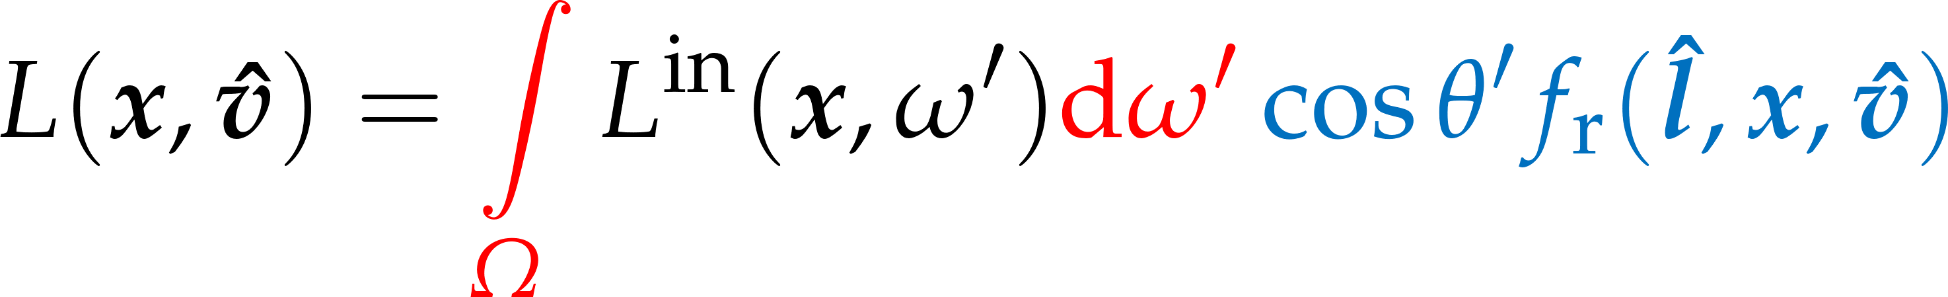 L(x, v̂) = ∫_Ω L^in(x, ω′)dω′ cos θ′ f_r(l̂, x, v̂)